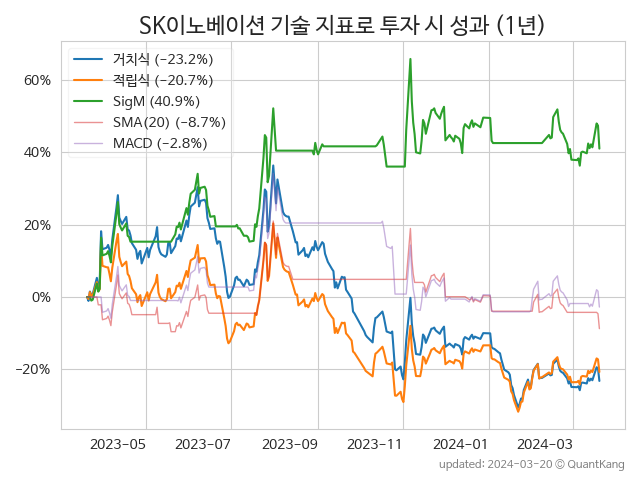 SK이노베이션 기술 지표로 투자 시 성과 (1년)
거치식 (−23.2%)
적립식 (−20.7%)
SigM (40.9%)
SMA(20) (−8.7%)
MACD (−2.8%)
60%
40%
20%
0%
−20%
2023-05 2023-07 2023-09 2023-11 2024-01 2024-03
updated: 2024-03-20 © QuantKang